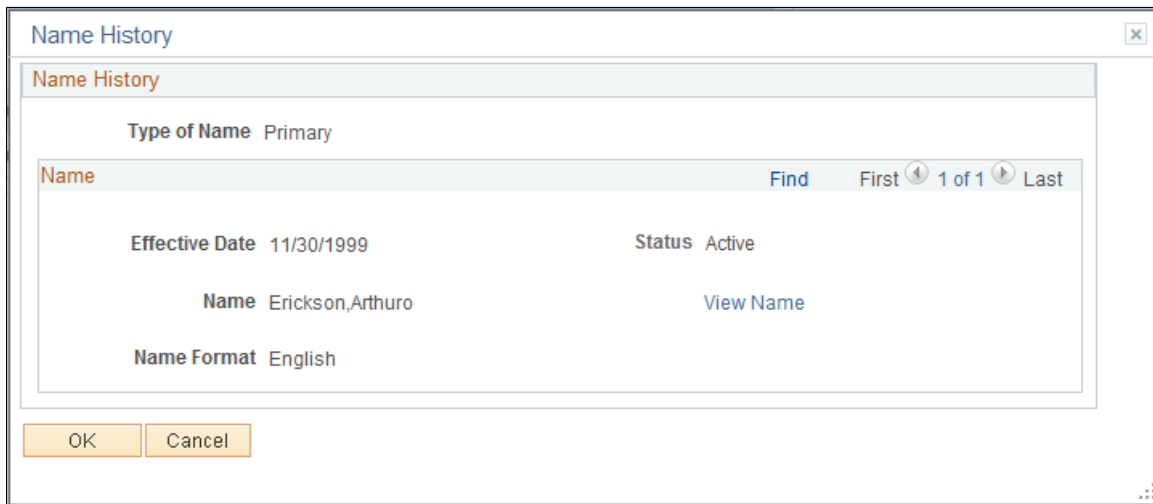 Name History
Name History
Type of Name Primary
Name Find First 1 of 1 Last
Effective Date 11/30/1999 Status Active
Name Erickson,Arthuro View Name
Name Format English
OK Cancel